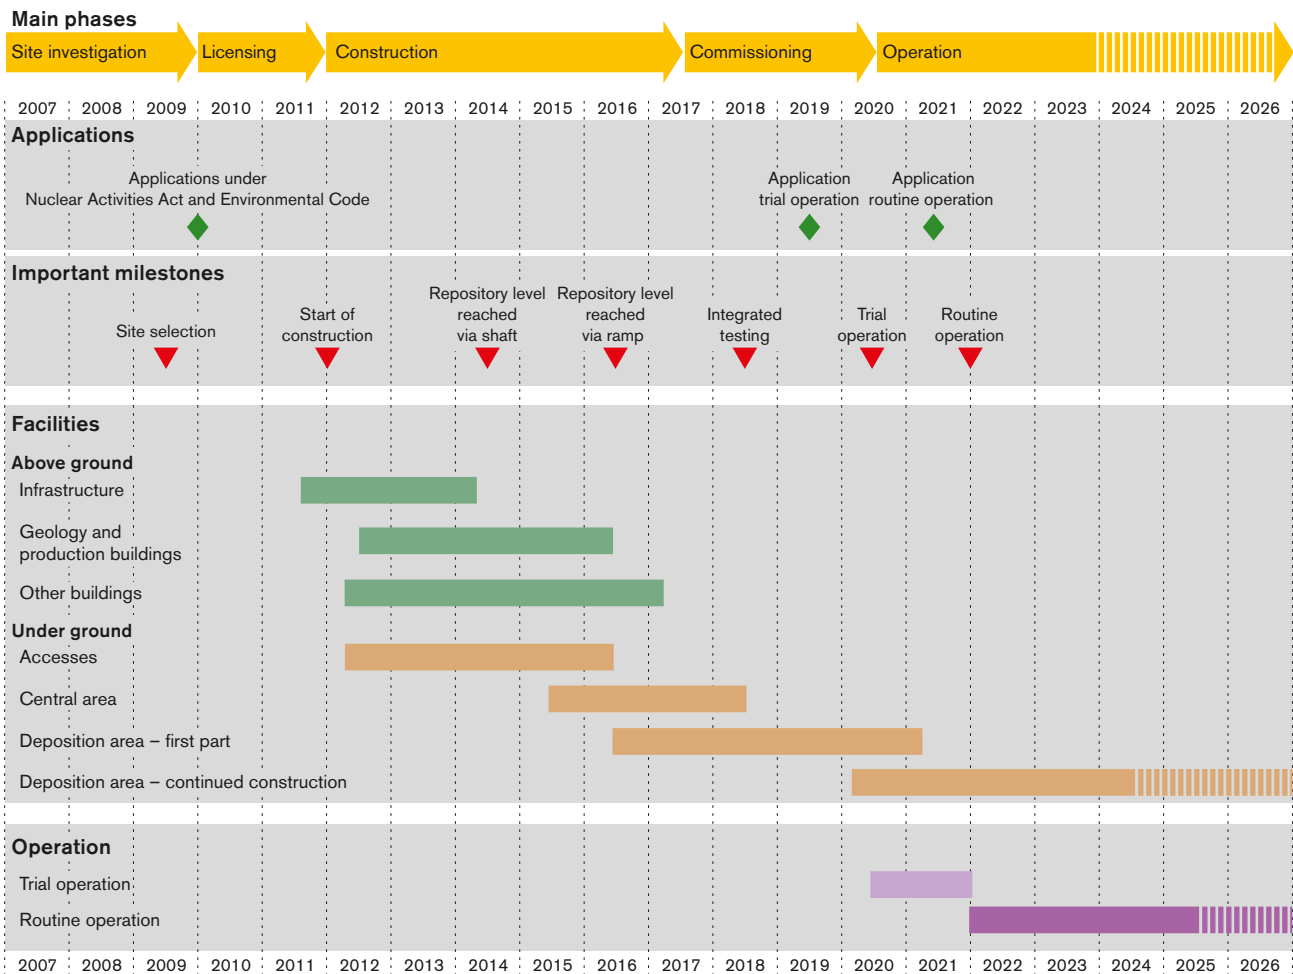 Main phases
Site investigation Licensing Construction Commissioning Operation
2007 2008 2009 2010 2011 2012 2013 2014 2015 2016 2017 2018 2019 2020 2021 2022 2023 2024 2025 2026
Applications
Applications under
Nuclear Activities Act and Environmental Code
Application
trial operation
Application
routine operation
Important milestones
Site selection
Start of
construction
Repository level
reached
via shaft
Repository level
reached
via ramp
Integrated
testing
Trial
operation
Routine
operation
Facilities
Above ground
Infrastructure
Geology and
production buildings
Other buildings
Under ground
Accesses
Central area
Deposition area – first part
Deposition area – continued construction
Operation
Trial operation
Routine operation
2007 2008 2009 2010 2011 2012 2013 2014 2015 2016 2017 2018 2019 2020 2021 2022 2023 2024 2025 2026